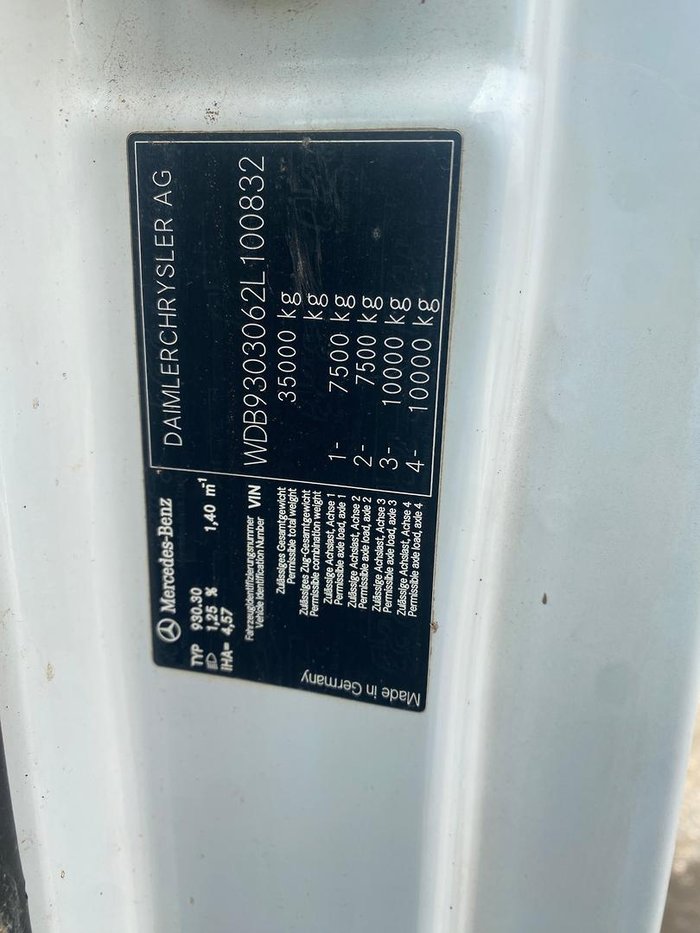 Mercedes-Benz DAIMLERCHRYSLER AG
TYP 930.30
1,25 % 1,40 m⁻¹
IHA= 4,57
Fahrzeugidentifizierungsnummer
Vehicle Identification Number VIN WDB9303062L100832
Zulässiges Gesamtgewicht
Permissible total weight 35000 kg
Zulässiges Zug-Gesamtgewicht
Permissible combination weight kg
Zulässige Achslast, Achse 1
Permissible axle load, axle 1 1- 7500 kg
Zulässige Achslast, Achse 2
Permissible axle load, axle 2 2- 7500 kg
Zulässige Achslast, Achse 3
Permissible axle load, axle 3 3- 10000 kg
Zulässige Achslast, Achse 4
Permissible axle load, axle 4 4- 10000 kg
Made in Germany